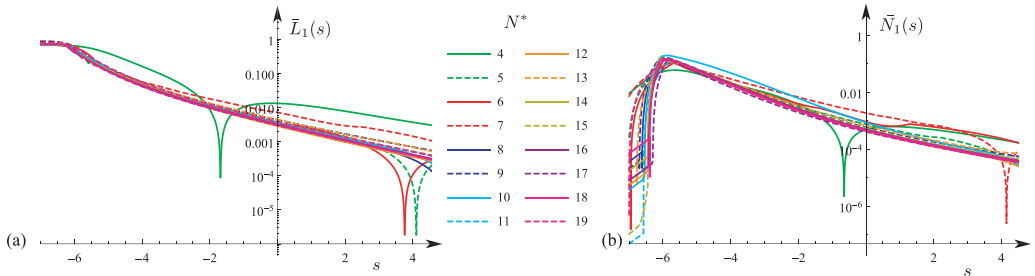 L̄₁(s)
1
0.100
0.010
0.001
10⁻⁴
10⁻⁵
−6 −4 −2 2 4
s
(a)
N*
4 12
5 13
6 14
7 15
8 16
9 17
10 18
11 19
N̄₁(s)
1
0.01
10⁻⁴
10⁻⁶
−6 −4 −2 0 2 4
s
(b)